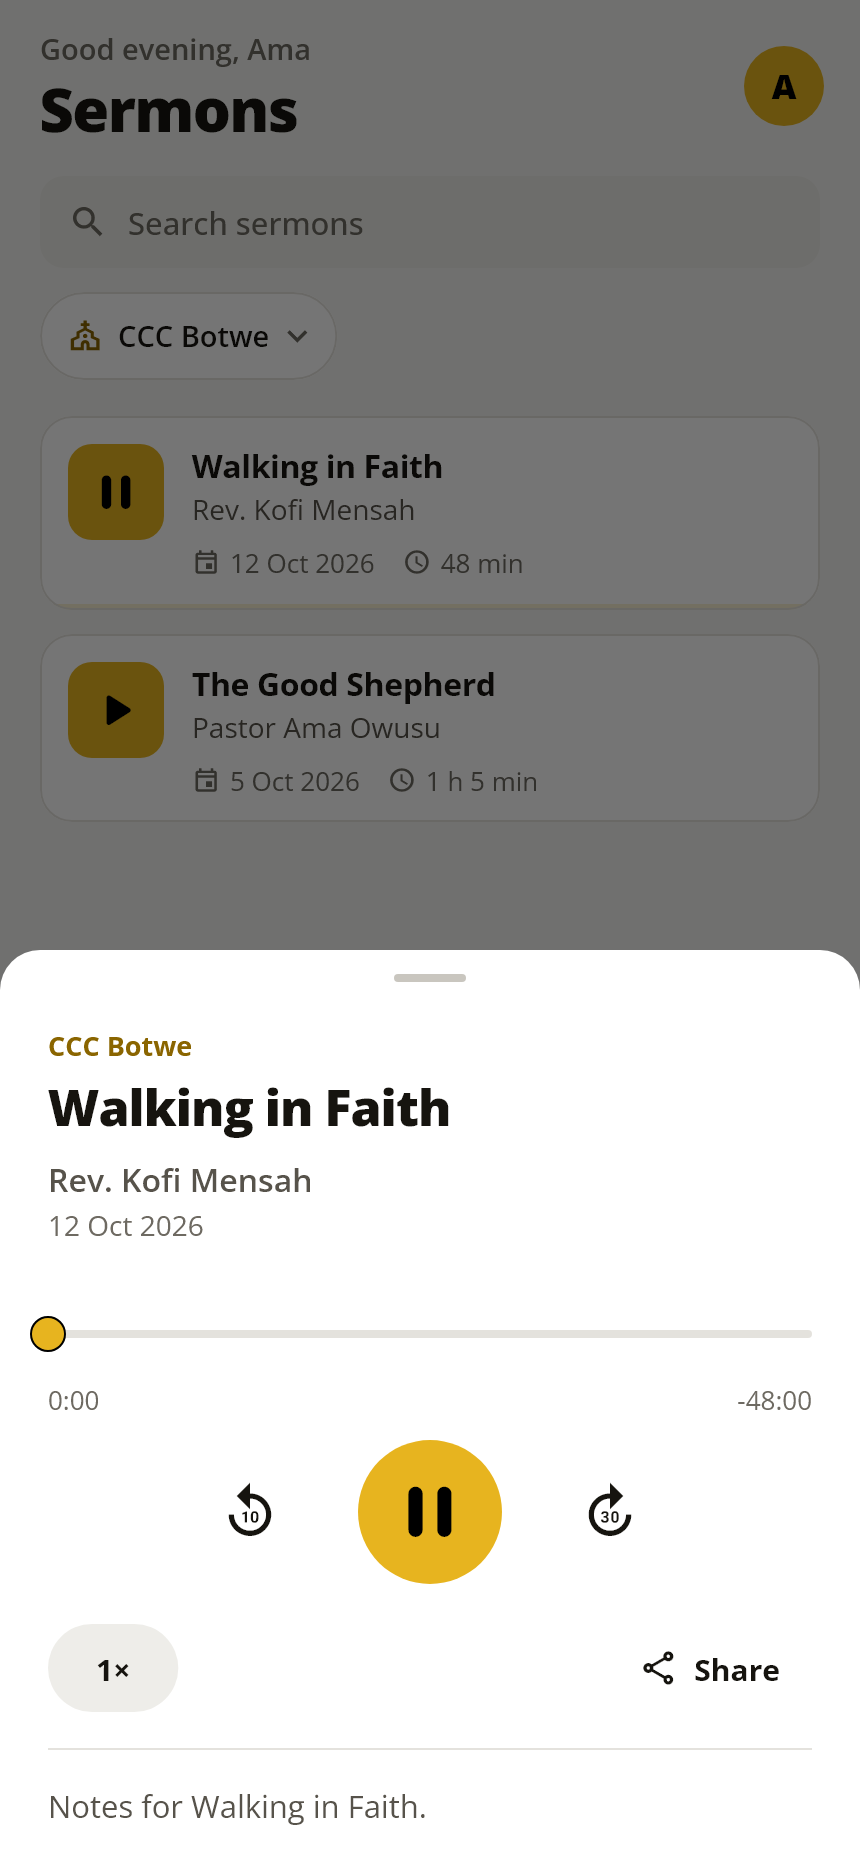 Good evening, Ama
Sermons
A
Search sermons
CCC Botwe
Walking in Faith
Rev. Kofi Mensah
12 Oct 2026 48 min
The Good Shepherd
Pastor Ama Owusu
5 Oct 2026 1 h 5 min
CCC Botwe
Walking in Faith
Rev. Kofi Mensah
12 Oct 2026
0:00 -48:00
10 30
1× Share
Notes for Walking in Faith.